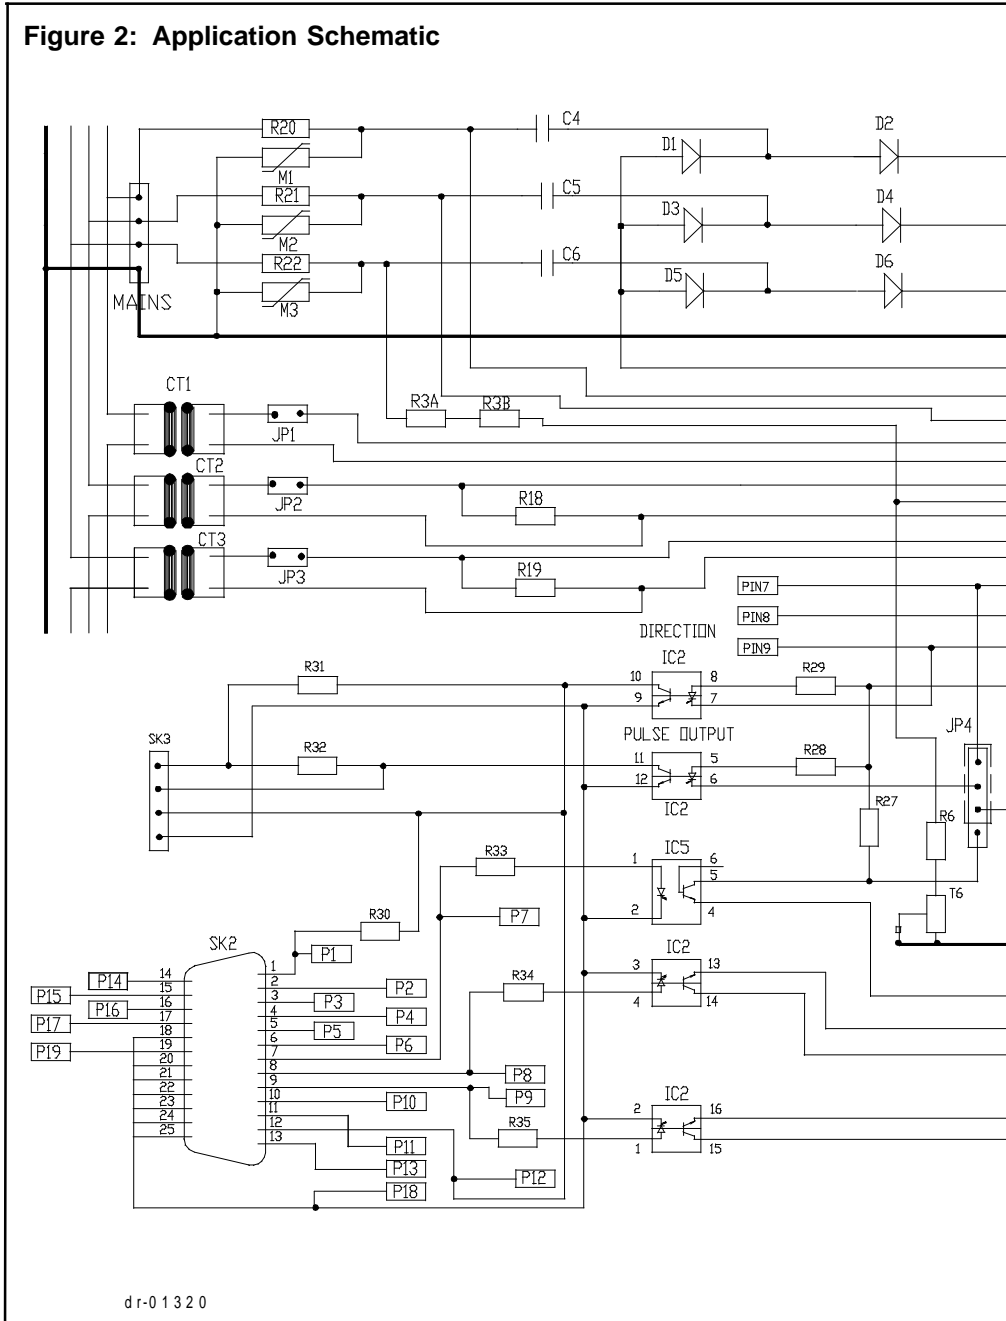 Figure 2: Application Schematic
R20
C4
D1
D2
M1
R21
C5
D3
D4
M2
R22
C6
D5
D6
M3
MAINS
CT1
JP1
R3A
R3B
CT2
JP2
R18
CT3
JP3
R19
PIN7
PIN8
PIN9
DIRECTION
IC2
10
9
8
7
R31
R29
PULSE OUTPUT
JP4
SK3
R32
11
12
5
6
R28
IC2
R27
R6
R33
IC5
1
2
6
5
4
T6
R30
P7
P1
SK2
IC2
3
4
13
14
R34
14
15
16
17
18
19
20
21
22
23
24
25
1
2
3
4
5
6
7
8
9
10
11
12
13
P14
P15
P16
P17
P19
P2
P3
P4
P5
P6
P8
P9
P10
P11
P13
P12
P18
IC2
2
1
16
15
R35
dr-01320